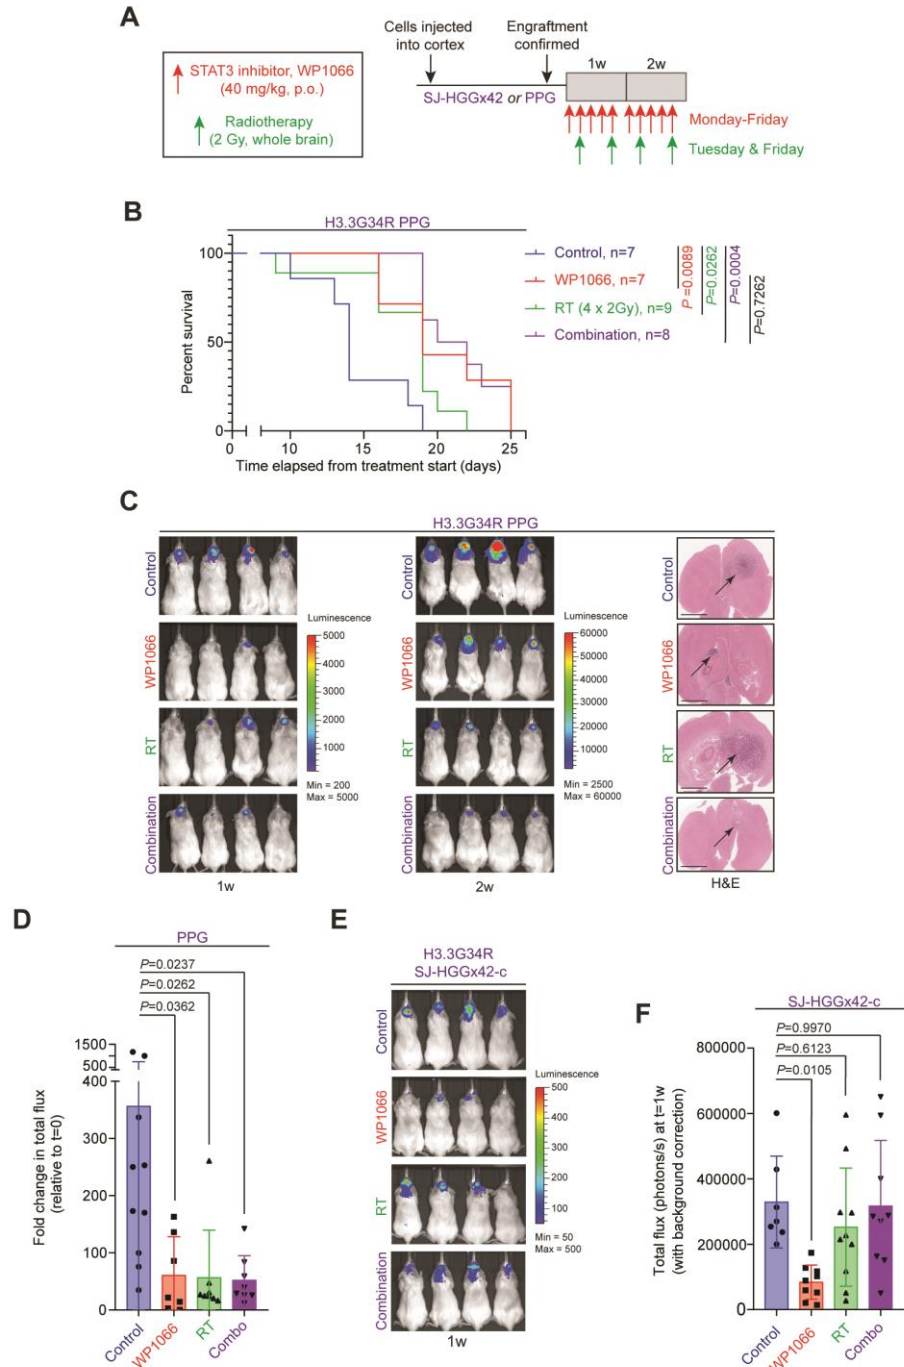 A
STAT3 inhibitor, WP1066
(40 mg/kg, p.o.)
Radiotherapy
(2 Gy, whole brain)
Cells injected
into cortex
Engraftment
confirmed
1w
2w
SJ-HGGx42 or PPG
Monday-Friday
Tuesday & Friday
B
H3.3G34R PPG
Percent survival
100
50
0
0
10
15
20
25
Time elapsed from treatment start (days)
Control, n=7
WP1066, n=7
RT (4 x 2Gy), n=9
Combination, n=8
P =0.0089
P=0.0262
P=0.0004
P=0.7262
C
H3.3G34R PPG
Control
WP1066
RT
Combination
1w
Luminescence
5000
4000
3000
2000
1000
Min = 200
Max = 5000
Control
WP1066
RT
Combination
2w
Luminescence
60000
50000
40000
30000
20000
10000
Min = 2500
Max = 60000
Control
WP1066
RT
Combination
H&E
D
PPG
P=0.0237
P=0.0262
P=0.0362
Fold change in total flux
(relative to t=0)
1500
500
400
300
200
100
0
Control
WP1066
RT
Combo
E
H3.3G34R
SJ-HGGx42-c
Control
WP1066
RT
Combination
1w
Luminescence
500
400
300
200
100
Min = 50
Max = 500
F
SJ-HGGx42-c
P=0.9970
P=0.6123
P=0.0105
Total flux (photons/s) at t=1w
(with background correction)
800000
600000
400000
200000
0
Control
WP1066
RT
Combo